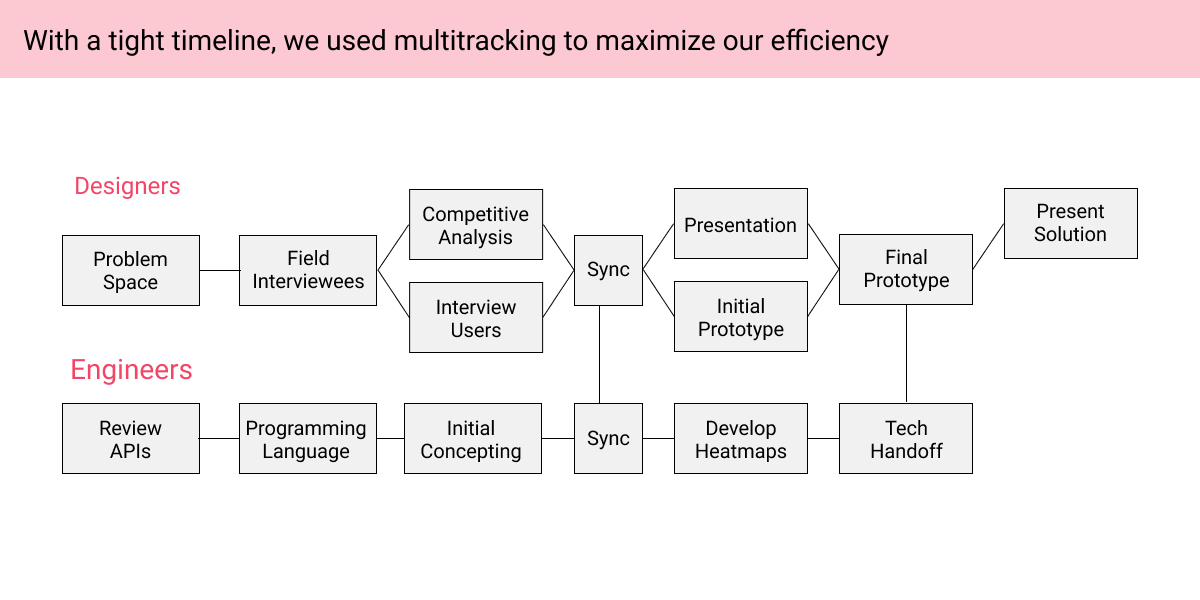 With a tight timeline, we used multitracking to maximize our efficiency
Designers
Problem
Space
Field
Interviewees
Competitive
Analysis
Interview
Users
Sync
Presentation
Initial
Prototype
Final
Prototype
Present
Solution
Engineers
Review
APIs
Programming
Language
Initial
Concepting
Sync
Develop
Heatmaps
Tech
Handoff